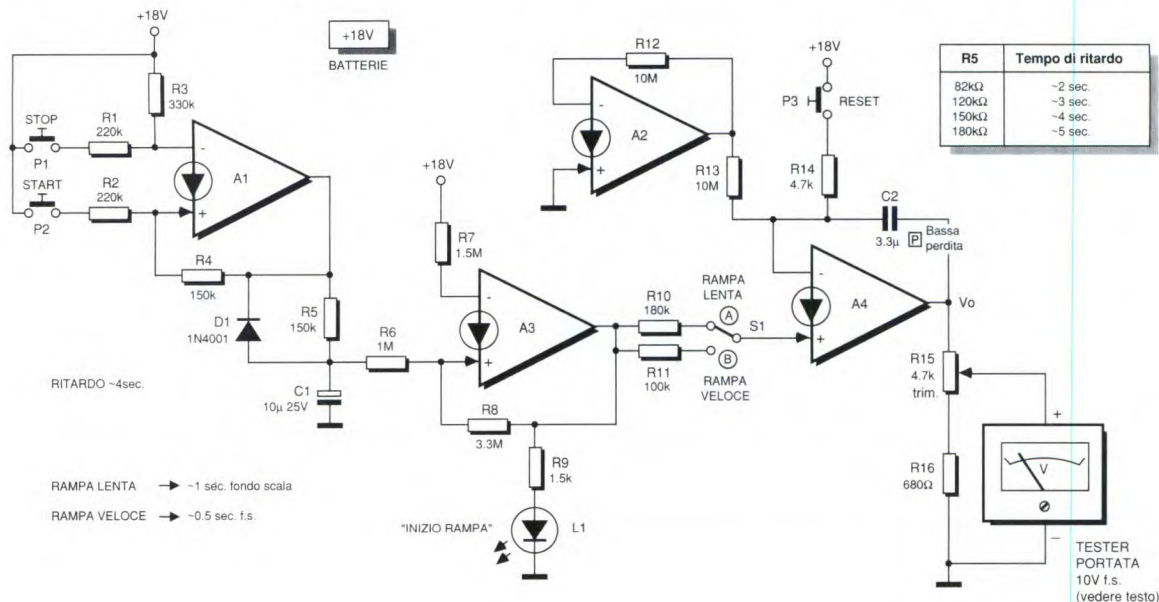 +18V
+18V
BATTERIE
R3
330k
STOP
R1
220k
P1
START
R2
220k
P2
-
+
A1
R4
150k
D1
1N4001
R5
150k
R6
1M
C1
10µ 25V
RITARDO ~4sec.
RAMPA LENTA → ~1 sec. fondo scala
RAMPA VELOCE → ~0.5 sec. f.s.
+18V
R7
1.5M
-
+
A3
R8
3.3M
R9
1.5k
"INIZIO RAMPA"
L1
R10
180k
R11
100k
RAMPA
LENTA
A
S1
B
RAMPA
VELOCE
R12
10M
-
+
A2
R13
10M
+18V
P3
RESET
R14
4.7k
C2
3.3µ
P
Bassa
perdita
-
+
A4
Vo
R15
4.7k
trim.
R16
680Ω
+
V
–
TESTER
PORTATA
10V f.s.
(vedere testo)
R5 Tempo di ritardo
82kΩ ~2 sec.
120kΩ ~3 sec.
150kΩ ~4 sec.
180kΩ ~5 sec.